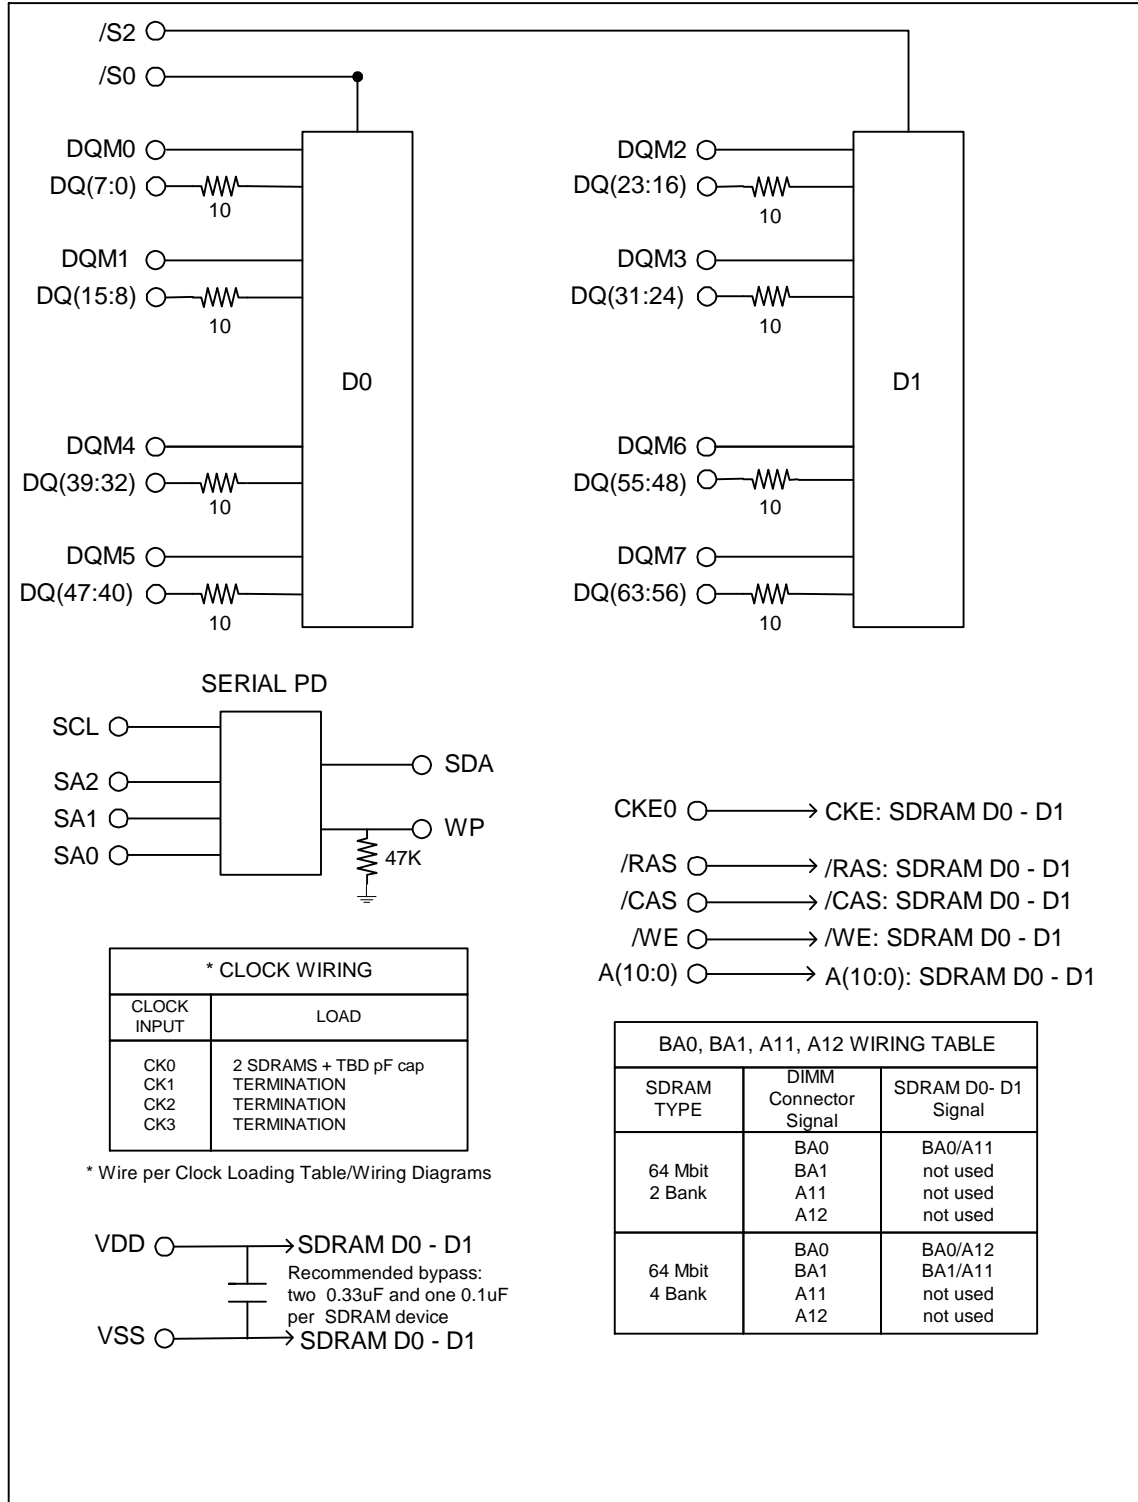 /S2
/S0
DQM0
DQ(7:0)
10
DQM1
DQ(15:8)
10
D0
DQM4
DQ(39:32)
10
DQM5
DQ(47:40)
10
DQM2
DQ(23:16)
10
DQM3
DQ(31:24)
10
D1
DQM6
DQ(55:48)
10
DQM7
DQ(63:56)
10
SERIAL PD
SCL
SA2
SA1
SA0
SDA
WP
47K
CKE0 CKE: SDRAM D0 - D1
/RAS /RAS: SDRAM D0 - D1
/CAS /CAS: SDRAM D0 - D1
/WE /WE: SDRAM D0 - D1
A(10:0) A(10:0): SDRAM D0 - D1
* CLOCK WIRING
CLOCK
INPUT
LOAD
CK0 2 SDRAMS + TBD pF cap
CK1 TERMINATION
CK2 TERMINATION
CK3 TERMINATION
* Wire per Clock Loading Table/Wiring Diagrams
BA0, BA1, A11, A12 WIRING TABLE
SDRAM
TYPE
DIMM
Connector
Signal
SDRAM D0- D1
Signal
64 Mbit
2 Bank
BA0 BA0/A11
BA1 not used
A11 not used
A12 not used
64 Mbit
4 Bank
BA0 BA0/A12
BA1 BA1/A11
A11 not used
A12 not used
VDD SDRAM D0 - D1
Recommended bypass:
two 0.33uF and one 0.1uF
per SDRAM device
VSS SDRAM D0 - D1